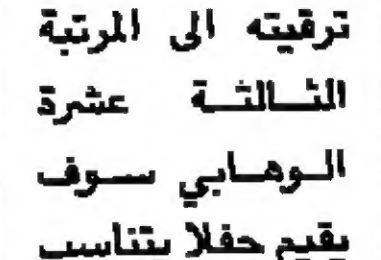 ترقيته الى المرتبة
الثالثة عشرة
الوهابي سوف
يقيم حفلا يتناسب